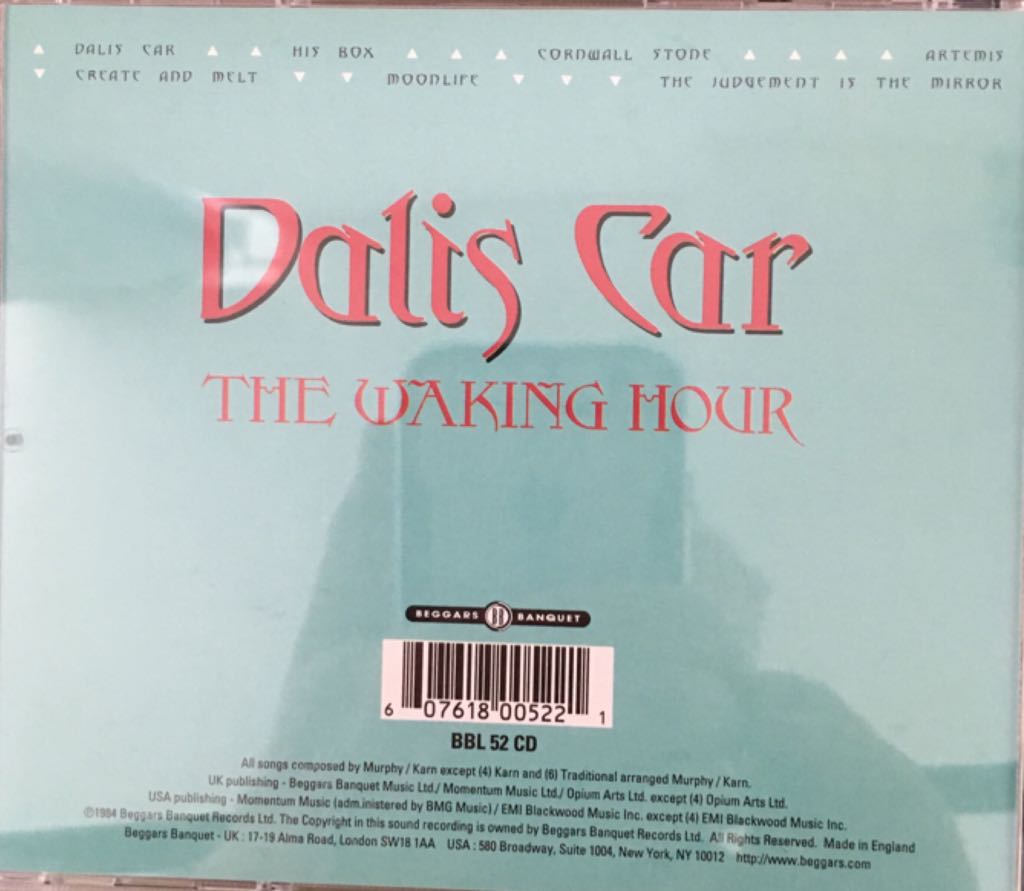 DALIS CAR HIS BOX CORNWALL STONE ARTEMIS
CREATE AND MELT MOONLIFE THE JUDGEMENT IS THE MIRROR
Dalis Car
THE WAKING HOUR
BEGGARS BB BANQUET
6 07618 00522 1
BBL 52 CD
All songs composed by Murphy / Karn except (4) Karn and (6) Traditional arranged Murphy / Karn.
UK publishing - Beggars Banquet Music Ltd./ Momentum Music Ltd./ Opium Arts Ltd. except (4) Opium Arts Ltd.
USA publishing - Momentum Music (adm.inistered by BMG Music) / EMI Blackwood Music Inc. except (4) EMI Blackwood Music Inc.
©1984 Beggars Banquet Records Ltd. The Copyright in this sound recording is owned by Beggars Banquet Records Ltd. All Rights Reserved. Made in England
Beggars Banquet - UK : 17-19 Alma Road, London SW18 1AA USA : 580 Broadway, Suite 1004, New York, NY 10012 http://www.beggars.com